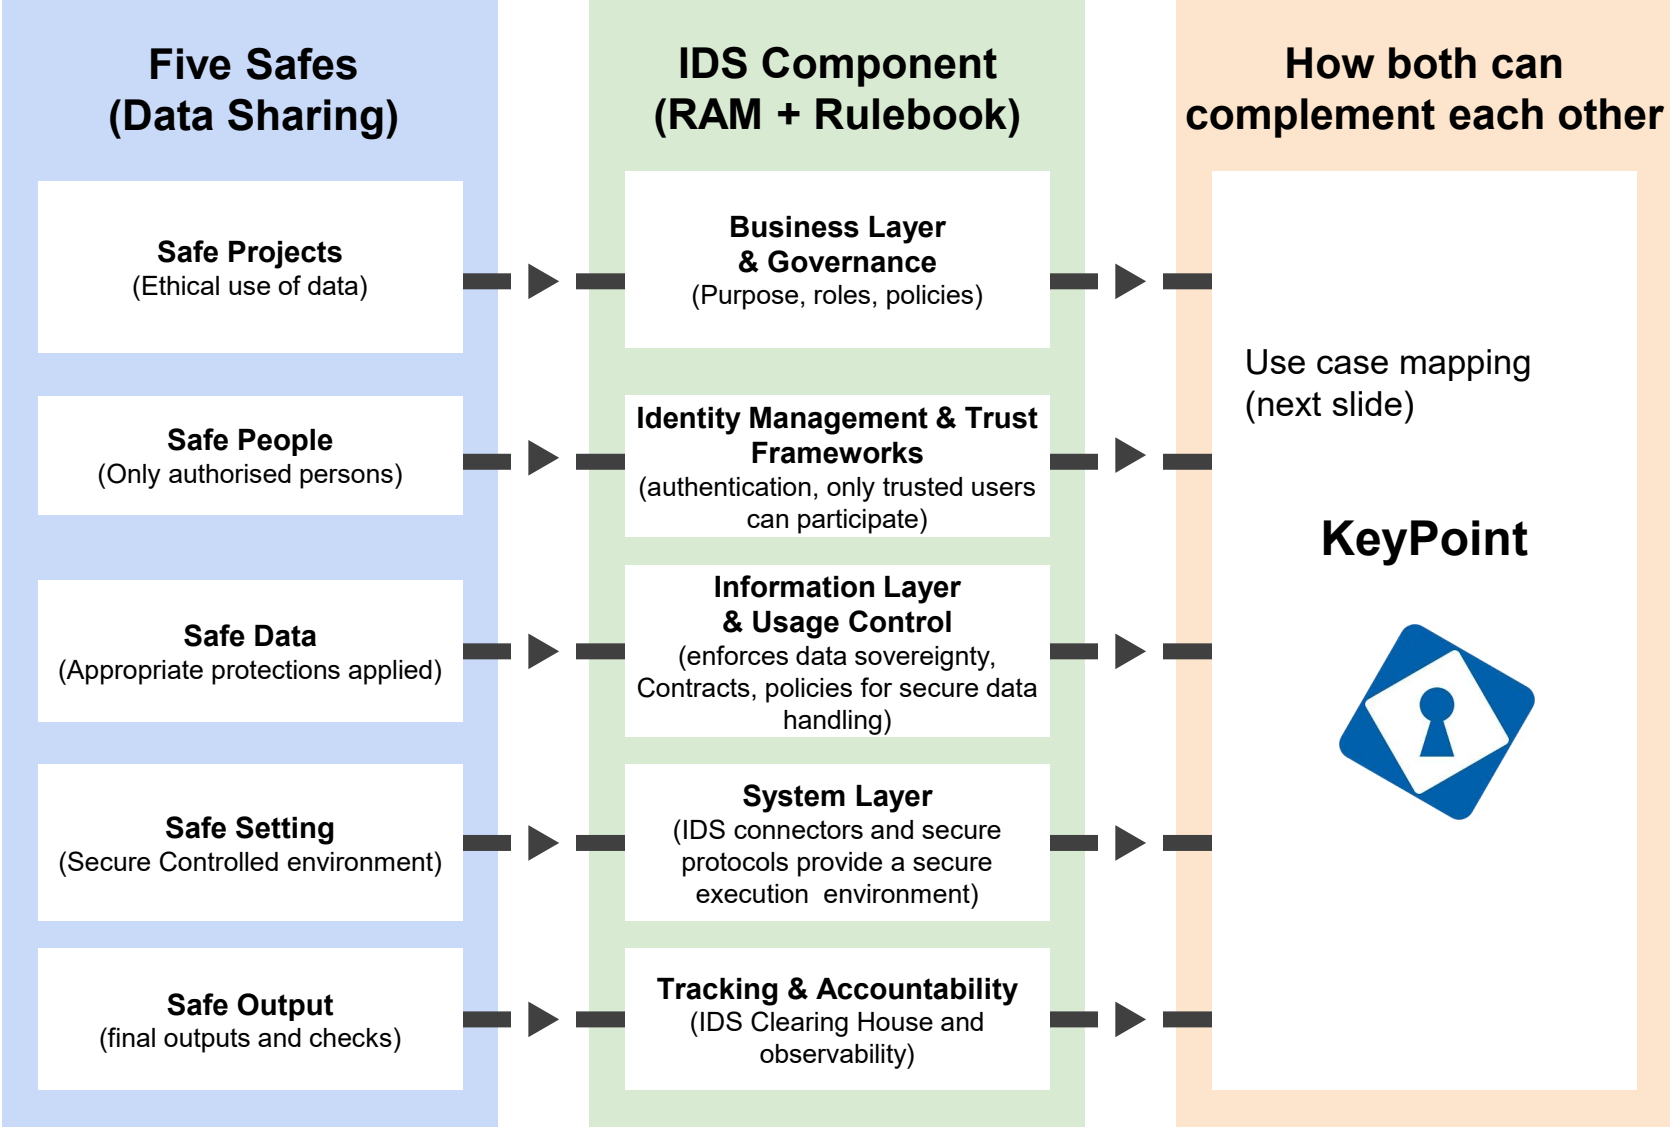 Five Safes
(Data Sharing)
IDS Component
(RAM + Rulebook)
How both can
complement each other
Safe Projects
(Ethical use of data)
Business Layer
& Governance
(Purpose, roles, policies)
Safe People
(Only authorised persons)
Identity Management & Trust
Frameworks
(authentication, only trusted users
can participate)
Safe Data
(Appropriate protections applied)
Information Layer
& Usage Control
(enforces data sovereignty,
Contracts, policies for secure data
handling)
Safe Setting
(Secure Controlled environment)
System Layer
(IDS connectors and secure
protocols provide a secure
execution  environment)
Safe Output
(final outputs and checks)
Tracking & Accountability
(IDS Clearing House and
observability)
Use case mapping
(next slide)
KeyPoint